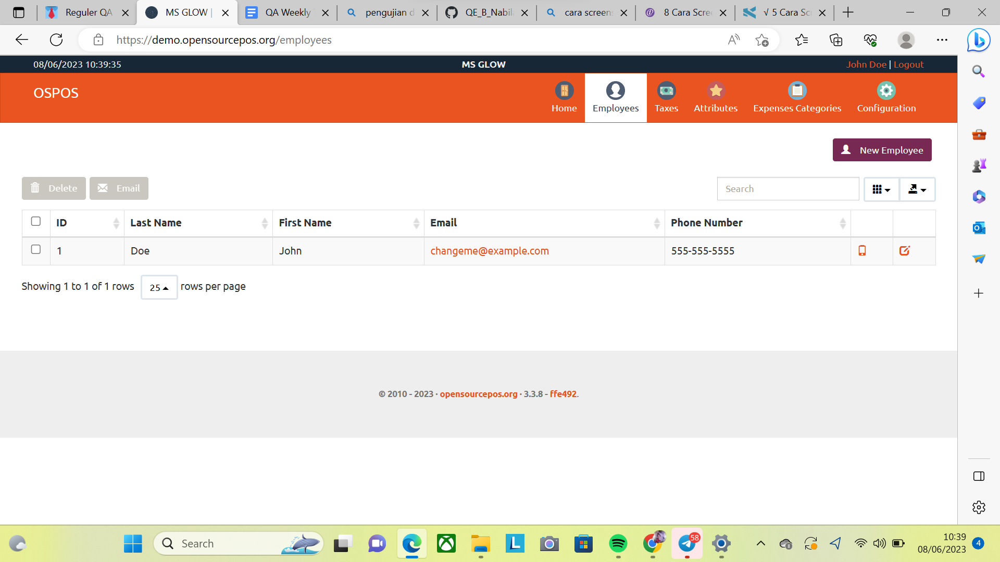 Reguler QA
MS GLOW |
QA Weekly
pengujian d
QE_B_Nabil
cara screens
8 Cara Scre
√ 5 Cara Sc
https://demo.opensourcepos.org/employees
08/06/2023 10:39:35
MS GLOW
John Doe | Logout
OSPOS
Home
Employees
Taxes
Attributes
Expenses Categories
Configuration
New Employee
Delete
Email
Search
ID
Last Name
First Name
Email
Phone Number
1
Doe
John
changeme@example.com
555-555-5555
Showing 1 to 1 of 1 rows 25 rows per page
© 2010 - 2023 · opensourcepos.org · 3.3.8 - ffe492.
Search
58
10:39
08/06/2023
4